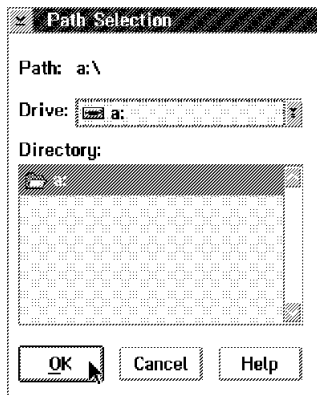 Path Selection
Path: a:\
Drive: a:
Directory:
a:
OK Cancel Help